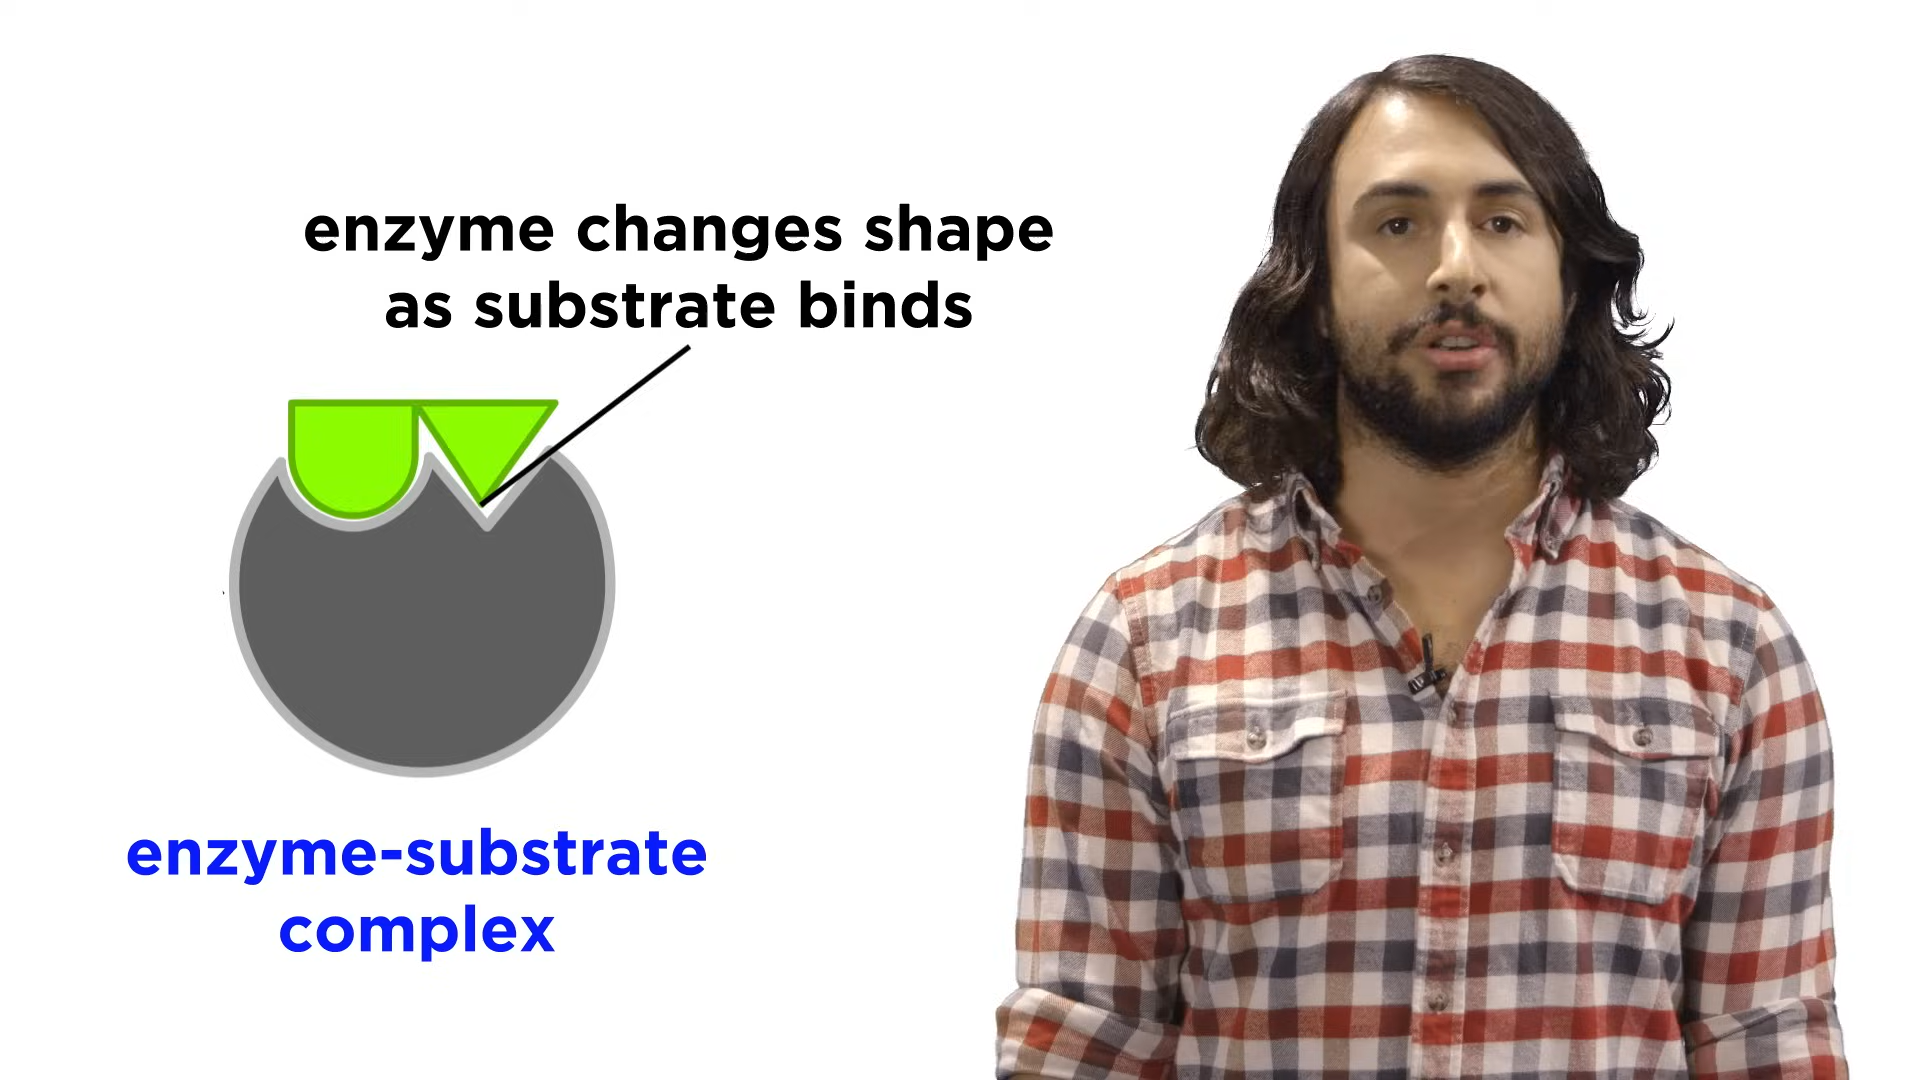 enzyme changes shape
as substrate binds
enzyme-substrate
complex